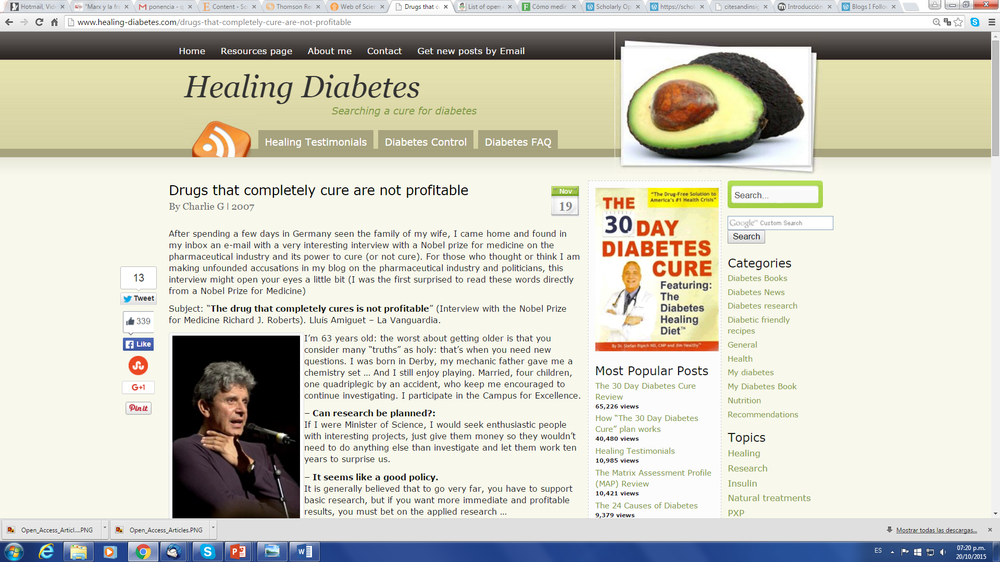 Hotmail, Vid
"Marx y la fra
ponencia - q
Content - Sc
Thomson Re
Web of Scien
Drugs that c
List of open
Cómo medir
Scholarly Op
https://schol
citesandinsig
Introducción
Blogs I Follow
www.healing-diabetes.com/drugs-that-completely-cure-are-not-profitable
Home Resources page About me Contact Get new posts by Email
Healing Diabetes
Searching a cure for diabetes
Healing Testimonials Diabetes Control Diabetes FAQ
Drugs that completely cure are not profitable
By Charlie G | 2007
Nov
19
After spending a few days in Germany seen the family of my wife, I came home and found in
my inbox an e-mail with a very interesting interview with a Nobel prize for medicine on the
pharmaceutical industry and its power to cure (or not cure). For those who thought or think I am
making unfounded accusations in my blog on the pharmaceutical industry and politicians, this
interview might open your eyes a little bit (I was the first surprised to read these words directly
from a Nobel Prize for Medicine)
Subject: “The drug that completely cures is not profitable” (Interview with the Nobel Prize
for Medicine Richard J. Roberts). Lluís Amiguet – La Vanguardia.
I’m 63 years old: the worst about getting older is that you
consider many “truths” as holy: that’s when you need new
questions. I was born in Derby, my mechanic father gave me a
chemistry set … And I still enjoy playing. Married, four children,
one quadriplegic by an accident, who keep me encouraged to
continue investigating. I participate in the Campus for Excellence.
– Can research be planned?:
If I were Minister of Science, I would seek enthusiastic people
with interesting projects, just give them money so they wouldn’t
need to do anything else than investigate and let them work ten
years to surprise us.
– It seems like a good policy.
It is generally believed that to go very far, you have to support
basic research, but if you want more immediate and profitable
results, you must bet on the applied research …
13
Tweet
339
Like
G+1
Pin it
"The Drug-Free Solution to
America's #1 Health Crisis"
THE
30 DAY
DIABETES
CURE
Featuring:
The
Diabetes
Healing
Diet™
By Dr. Stefan Ripich ND, CNP and Jim Healthy™
Most Popular Posts
The 30 Day Diabetes Cure
Review
65,226 views
How “The 30 Day Diabetes
Cure” plan works
40,480 views
Healing Testimonials
10,985 views
The Matrix Assessment Profile
(MAP) Review
10,421 views
The 24 Causes of Diabetes
9,379 views
Search...
Google™ Custom Search
Search
Categories
Diabetes Books
Diabetes News
Diabetes research
Diabetic friendly
recipes
General
Health
My diabetes
My Diabetes Book
Nutrition
Recommendations
Topics
Healing
Research
Insulin
Natural treatments
PXP
Open_Access_Articl....PNG
Open_Access_Articles.PNG
Mostrar todas las descargas...
ES
07:20 p.m.
20/10/2015